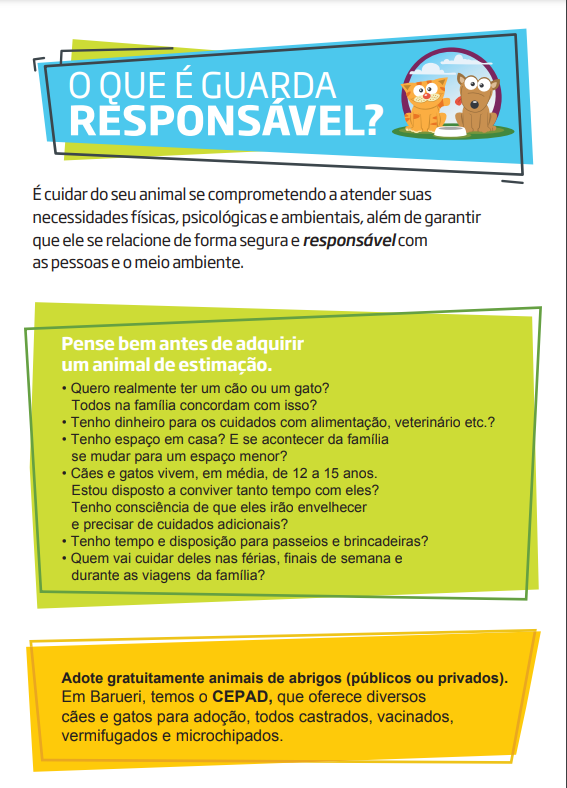 O QUE É GUARDA
RESPONSÁVEL?
É cuidar do seu animal se comprometendo a atender suas
necessidades físicas, psicológicas e ambientais, além de garantir
que ele se relacione de forma segura e responsável com
as pessoas e o meio ambiente.
Pense bem antes de adquirir
um animal de estimação.
• Quero realmente ter um cão ou um gato?
Todos na família concordam com isso?
• Tenho dinheiro para os cuidados com alimentação, veterinário etc.?
• Tenho espaço em casa? E se acontecer da família
se mudar para um espaço menor?
• Cães e gatos vivem, em média, de 12 a 15 anos.
Estou disposto a conviver tanto tempo com eles?
Tenho consciência de que eles irão envelhecer
e precisar de cuidados adicionais?
• Tenho tempo e disposição para passeios e brincadeiras?
• Quem vai cuidar deles nas férias, finais de semana e
durante as viagens da família?
Adote gratuitamente animais de abrigos (públicos ou privados).
Em Barueri, temos o CEPAD, que oferece diversos
cães e gatos para adoção, todos castrados, vacinados,
vermifugados e microchipados.